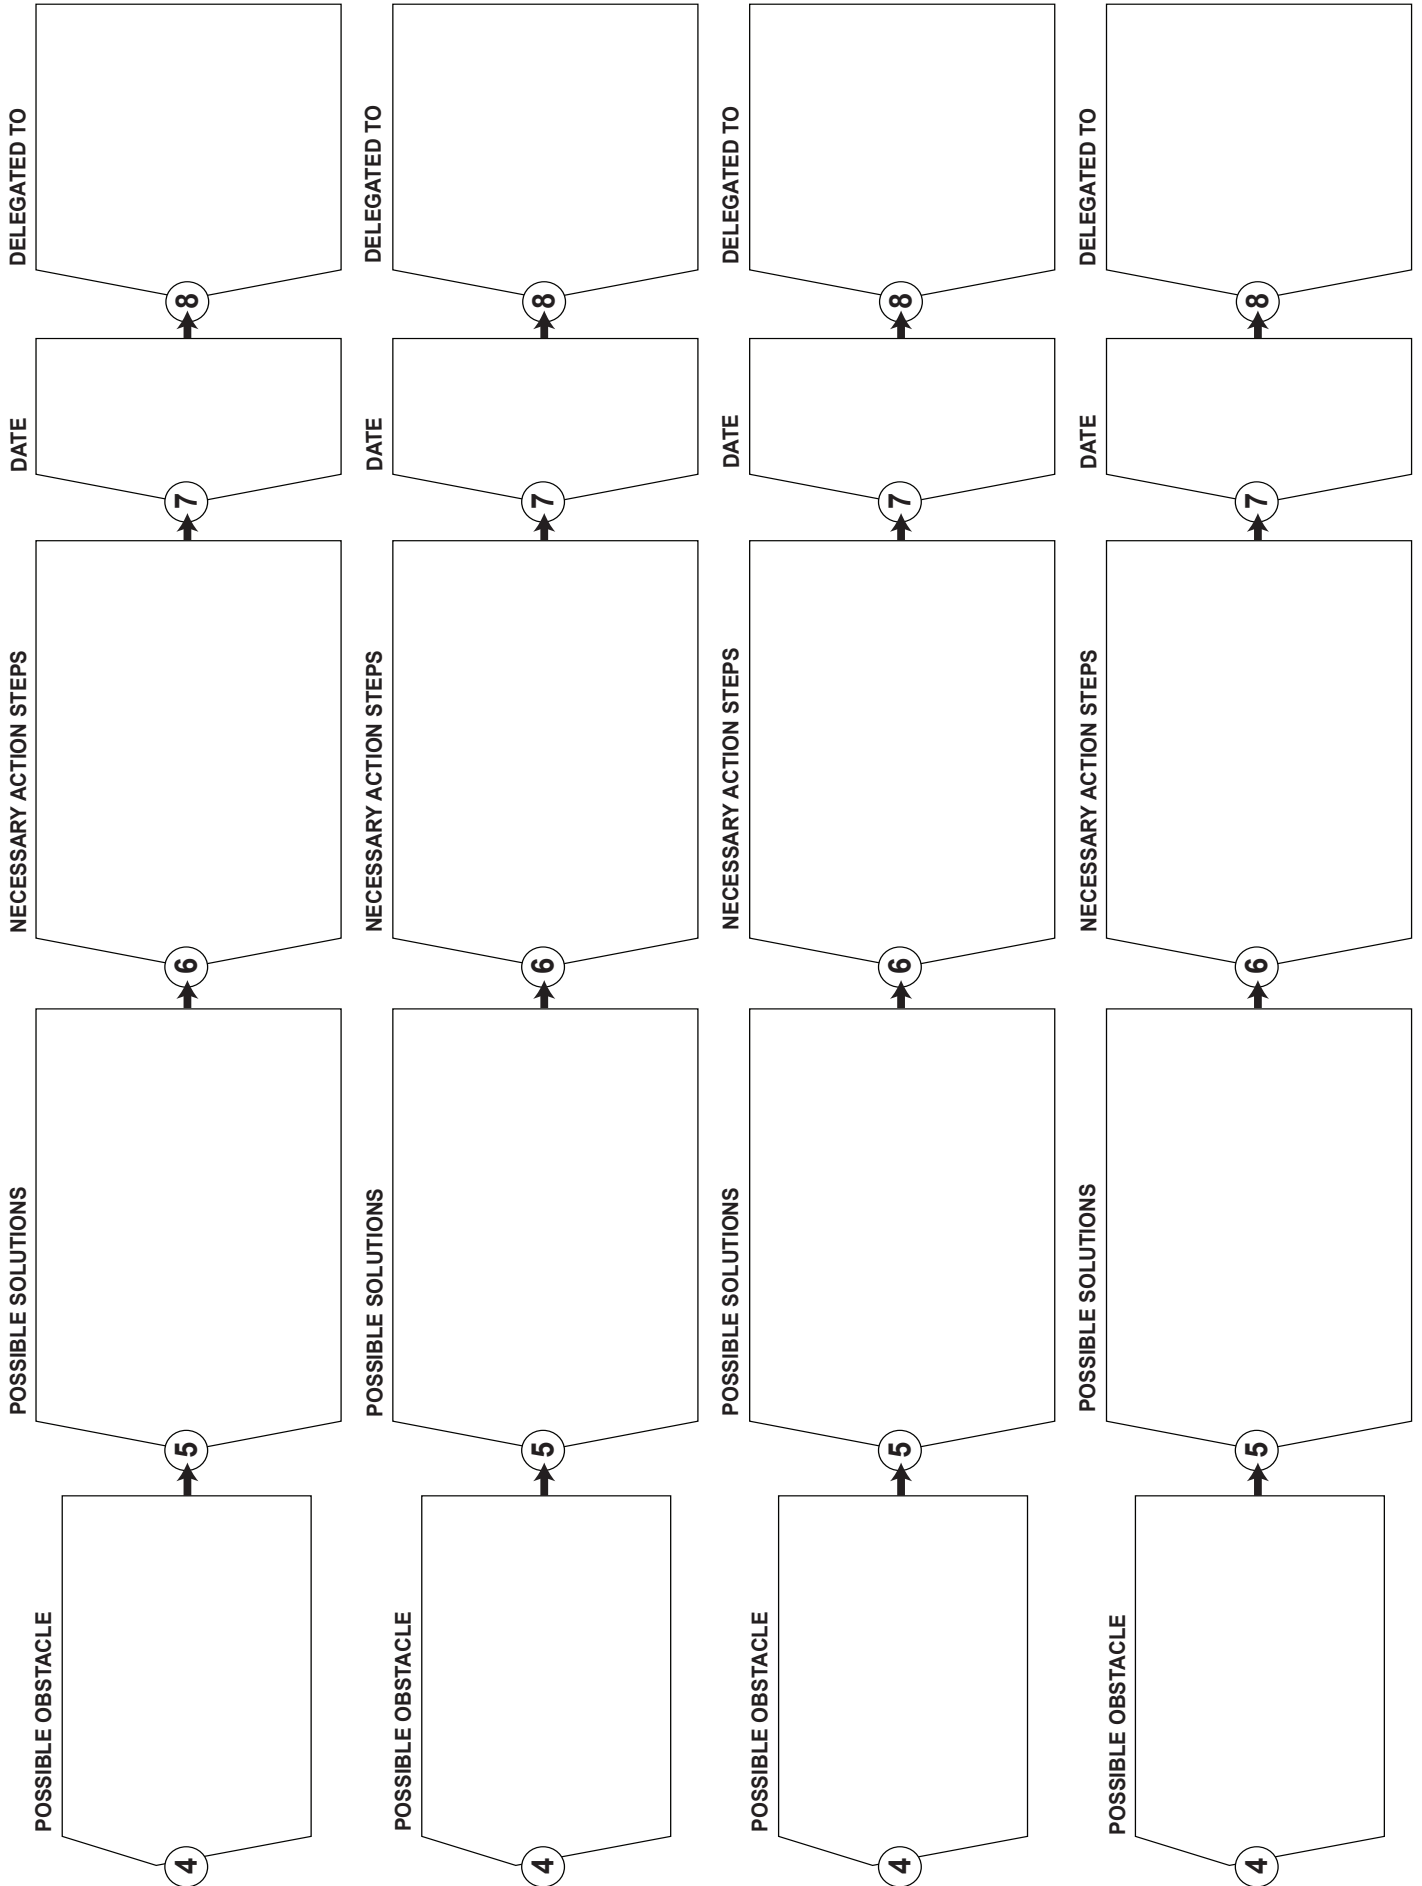 POSSIBLE OBSTACLE
4
POSSIBLE SOLUTIONS
5
NECESSARY ACTION STEPS
6
DATE
7
DELEGATED TO
8
POSSIBLE OBSTACLE
4
POSSIBLE SOLUTIONS
5
NECESSARY ACTION STEPS
6
DATE
7
DELEGATED TO
8
POSSIBLE OBSTACLE
4
POSSIBLE SOLUTIONS
5
NECESSARY ACTION STEPS
6
DATE
7
DELEGATED TO
8
POSSIBLE OBSTACLE
4
POSSIBLE SOLUTIONS
5
NECESSARY ACTION STEPS
6
DATE
7
DELEGATED TO
8